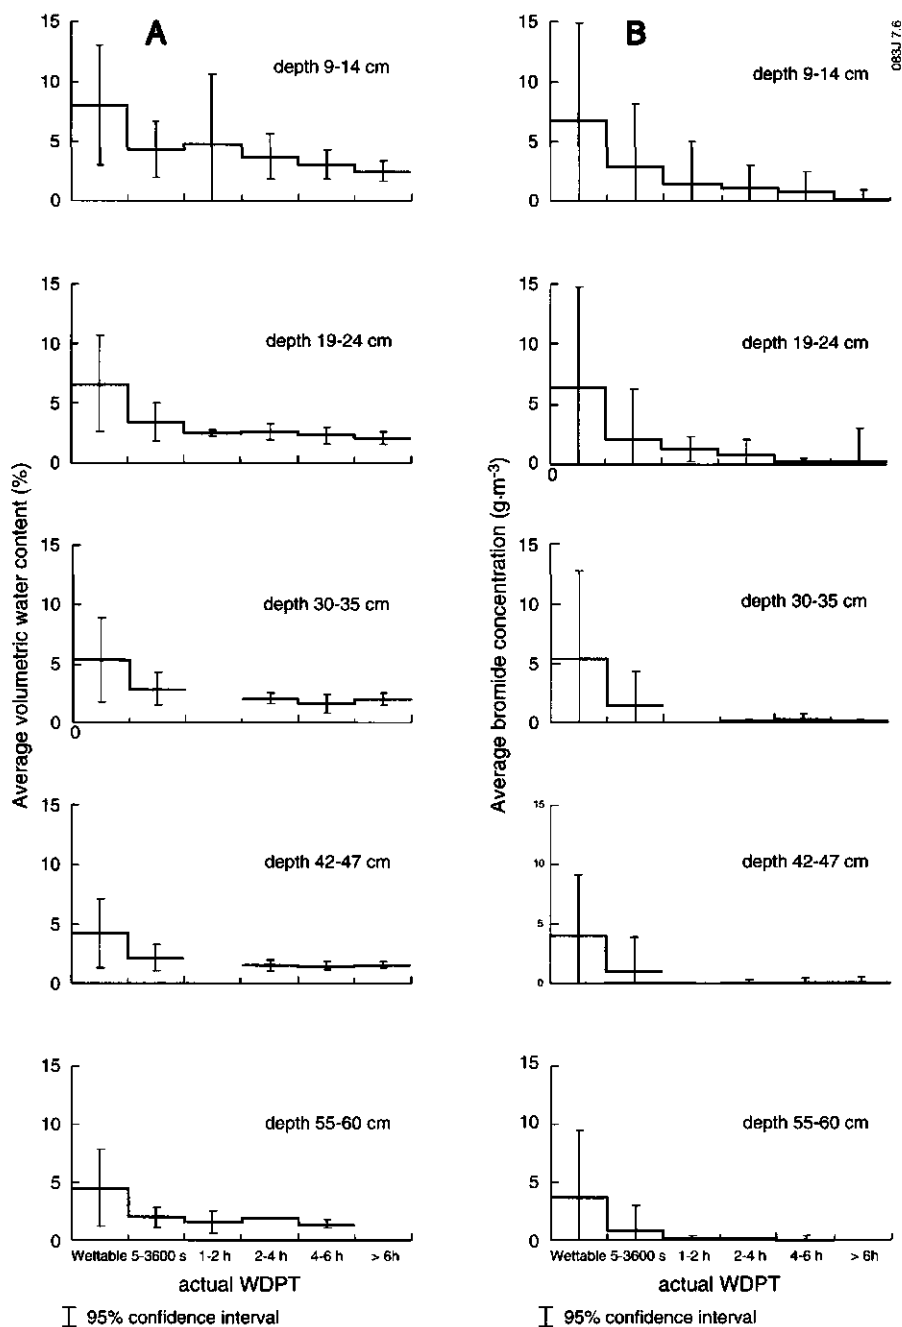 A
B
083J 7.6
Average volumetric water content (%)
15
10
5
0
depth 9-14 cm
15
10
5
0
depth 19-24 cm
15
10
5
0
0
depth 30-35 cm
15
10
5
0
depth 42-47 cm
15
10
5
0
depth 55-60 cm
Wettable 5-3600 s 1-2 h 2-4 h 4-6 h > 6h
actual WDPT
95% confidence interval
Average bromide concentration (g·m-3)
15
10
5
0
depth 9-14 cm
15
10
5
0
0
depth 19-24 cm
15
10
5
0
depth 30-35 cm
15
10
5
0
depth 42-47 cm
15
10
5
0
depth 55-60 cm
Wettable 5-3600 s 1-2 h 2-4 h 4-6 h > 6h
actual WDPT
95% confidence interval